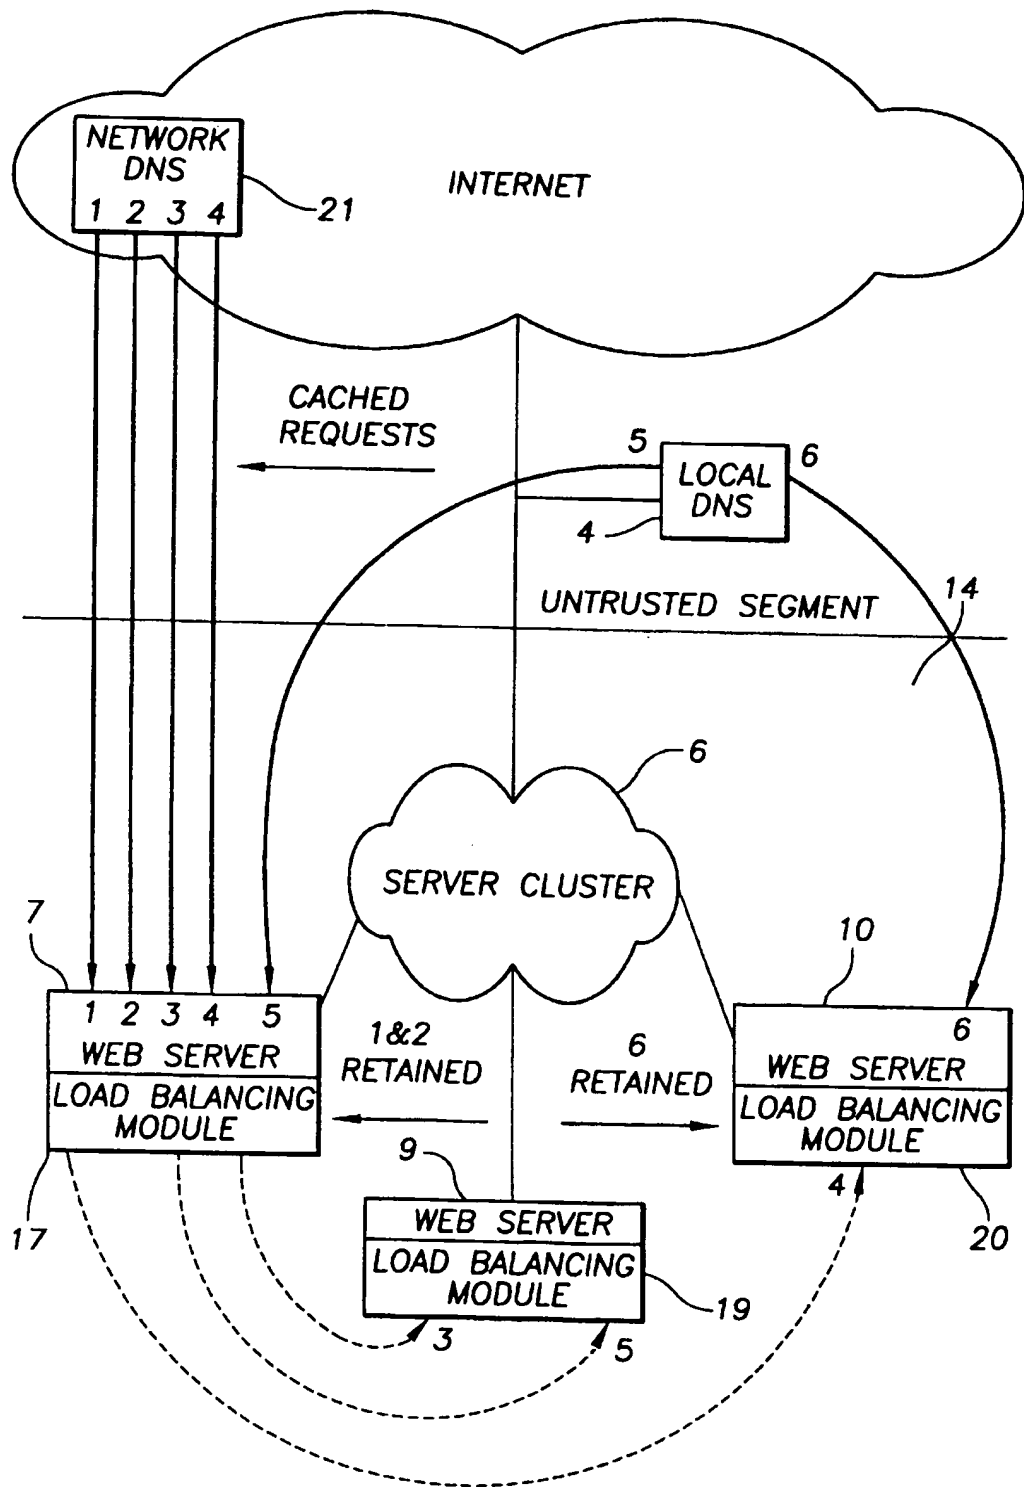 NETWORK
DNS
1 2 3 4
21
INTERNET
CACHED
REQUESTS
5
LOCAL
DNS
6
4
UNTRUSTED SEGMENT
14
6
SERVER CLUSTER
7
10
1 2 3 4 5
WEB SERVER
LOAD BALANCING
MODULE
17
1&2
RETAINED
6
RETAINED
6
WEB SERVER
LOAD BALANCING
MODULE
4
20
9
WEB SERVER
LOAD BALANCING
MODULE
19
3
5